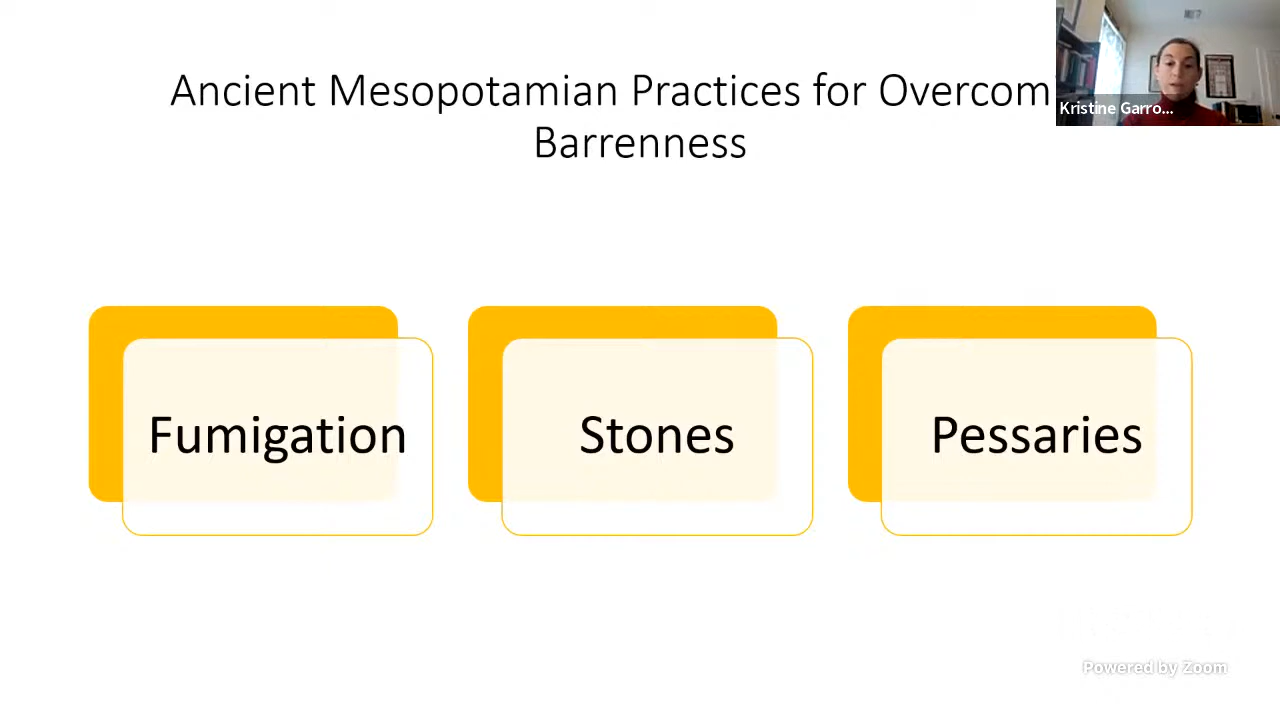 Ancient Mesopotamian Practices for Overcom
Barrenness
Kristine Garro...
Fumigation
Stones
Pessaries
Powered by Zoom